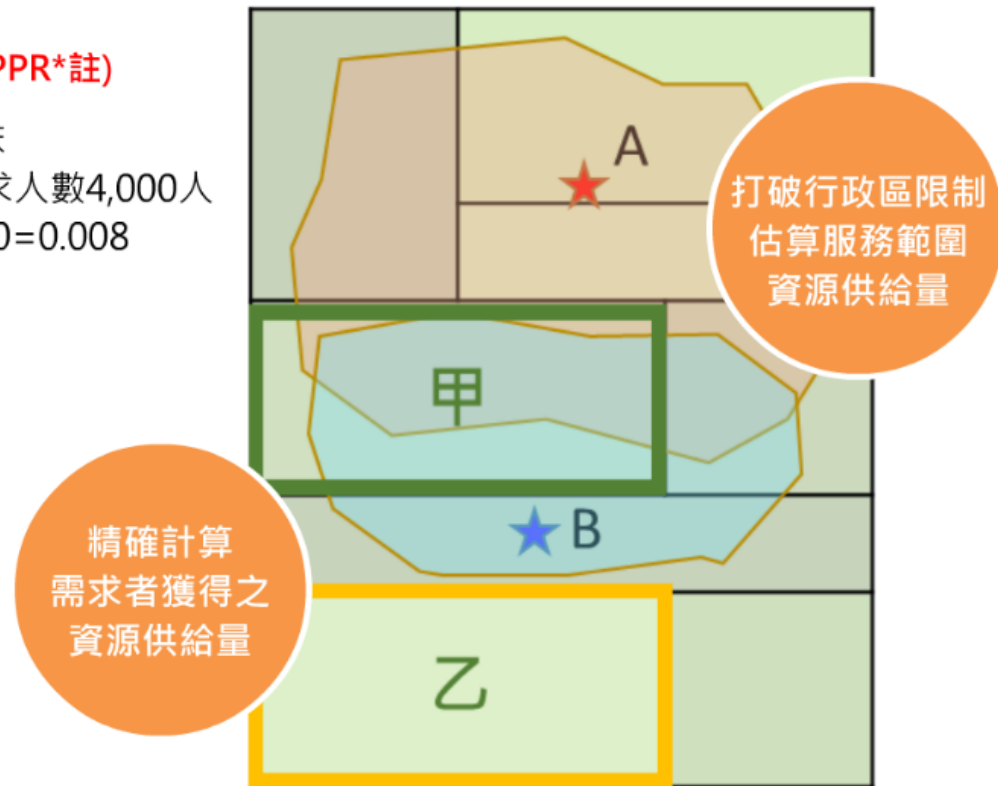 PPR*註)
求人數4,000人
0=0.008
A
打破行政區限制
估算服務範圍
資源供給量
甲
B
精確計算
需求者獲得之
資源供給量
乙